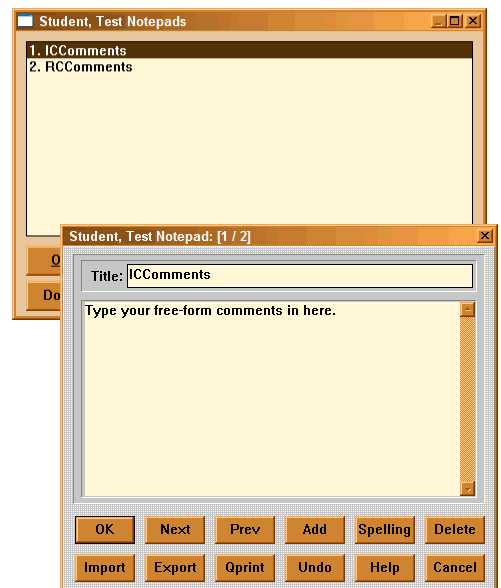 Student, Test Notepads
1. ICComments
2. RCComments
Student, Test Notepad: [1 / 2]
Title: ICComments
Type your free-form comments in here.
OK Next Prev Add Spelling Delete
Import Export Qprint Undo Help Cancel